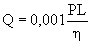 Q = 0,001 PL/η